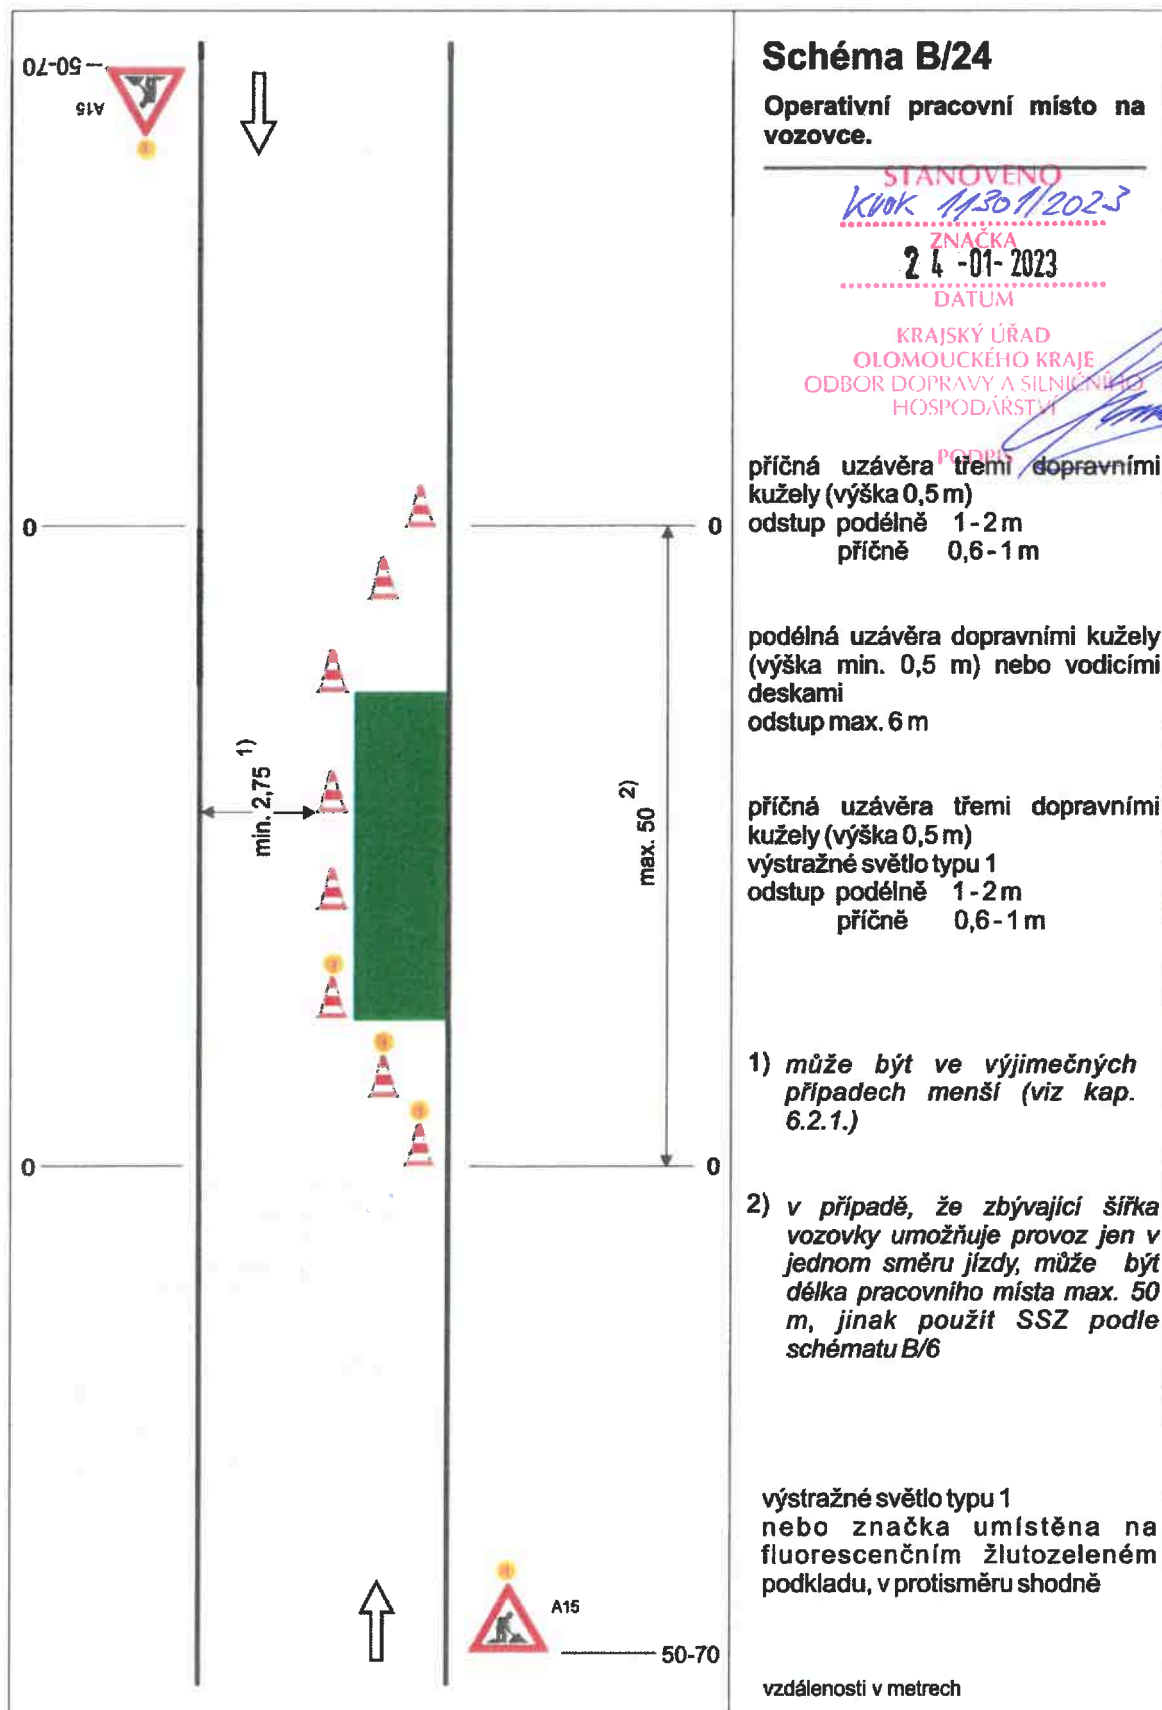 50-70
A15
0
0
min. 2,75 1)
max. 50 2)
0
0
A15
50-70
Schéma B/24
Operativní pracovní místo na
vozovce.
STANOVENO
KUOK 11301/2023
ZNAČKA
24 -01- 2023
DATUM
KRAJSKÝ ÚŘAD
OLOMOUCKÉHO KRAJE
ODBOR DOPRAVY A SILNIČNÍHO
HOSPODÁŘSTVÍ
PODPIS
příčná uzávěra třemi dopravními
kužely (výška 0,5 m)
odstup podélně 1-2 m
příčně 0,6-1 m
podélná uzávěra dopravními kužely
(výška min. 0,5 m) nebo vodicími
deskami
odstup max. 6 m
příčná uzávěra třemi dopravními
kužely (výška 0,5 m)
výstražné světlo typu 1
odstup podélně 1-2 m
příčně 0,6-1 m
1) může být ve výjimečných
případech menší (viz kap.
6.2.1.)
2) v případě, že zbývající šířka
vozovky umožňuje provoz jen v
jednom směru jízdy, může být
délka pracovního místa max. 50
m, jinak použít SSZ podle
schématu B/6
výstražné světlo typu 1
nebo značka umístěna na
fluorescenčním žlutozeleném
podkladu, v protisměru shodně
vzdálenosti v metrech